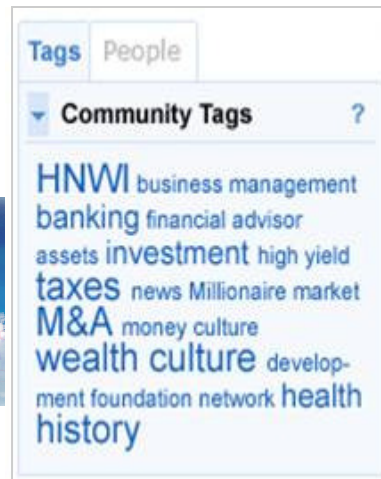 Tags People
Community Tags ?
HNWI business management
banking financial advisor
assets investment high yield
taxes news Millionaire market
M&A money culture
wealth culture develop-
ment foundation network health
history